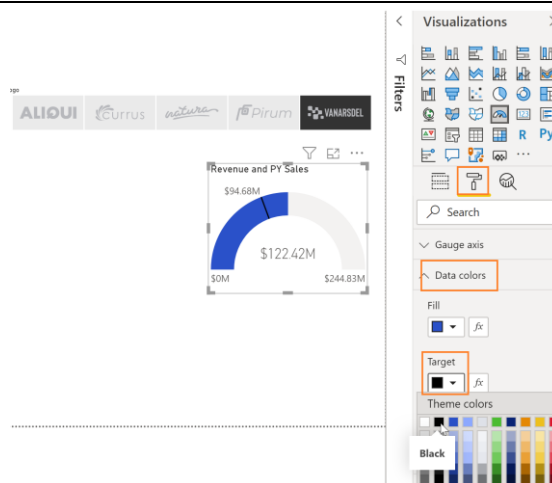 Visualizations
Filters
ogo
ALIQUI
Currus
natura
Pirum
VANARSDEL
R
Py
Revenue and PY Sales
$94.68M
$122.42M
$0M
$244.83M
Search
Gauge axis
Data colors
Fill
fx
Target
fx
Theme colors
Black